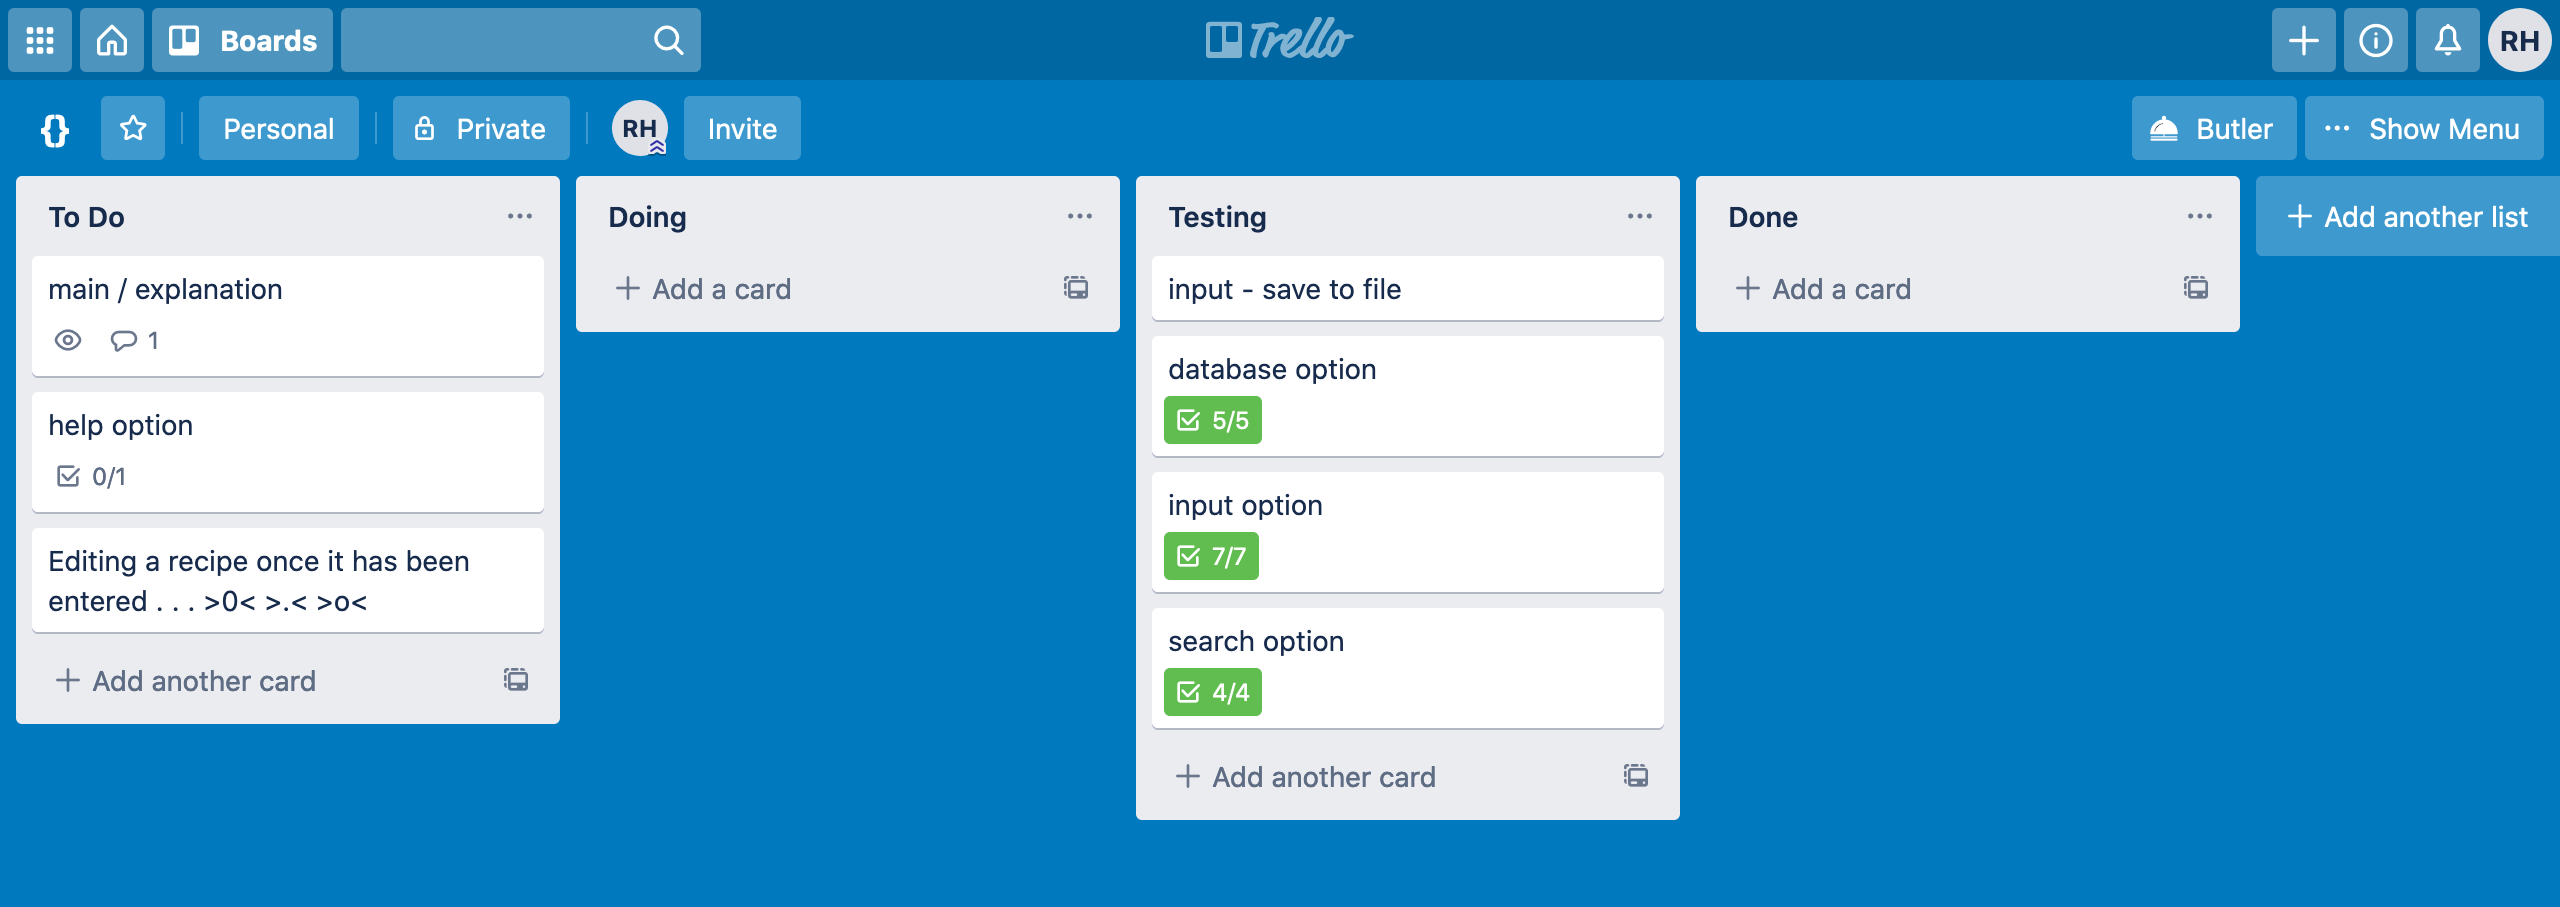 Boards
Trello
RH
{}
Personal
Private
RH
Invite
Butler
Show Menu
To Do
main / explanation
1
help option
0/1
Editing a recipe once it has been
entered . . . >0< >.< >o<
Add another card
Doing
Add a card
Testing
input - save to file
database option
5/5
input option
7/7
search option
4/4
Add another card
Done
Add a card
Add another list